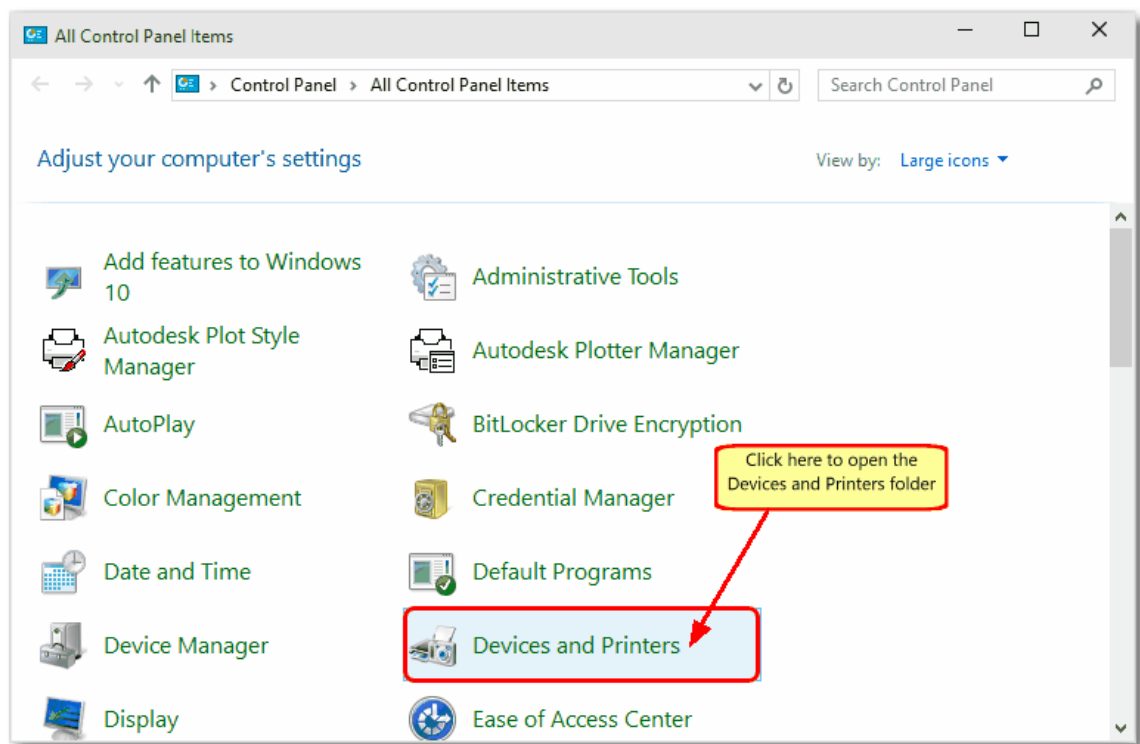 All Control Panel Items
Control Panel > All Control Panel Items
Search Control Panel
Adjust your computer's settings
View by: Large icons
Add features to Windows
10
Administrative Tools
Autodesk Plot Style
Manager
Autodesk Plotter Manager
AutoPlay
BitLocker Drive Encryption
Click here to open the
Devices and Printers folder
Color Management
Credential Manager
Date and Time
Default Programs
Device Manager
Devices and Printers
Display
Ease of Access Center